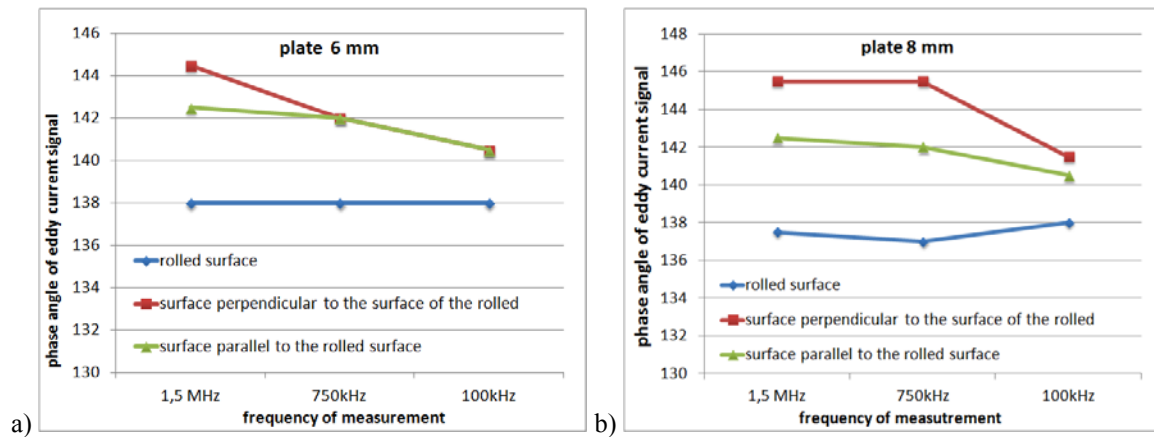 plate 6 mm
phase angle of eddy current signal
146
144
142
140
138
136
134
132
130
rolled surface
surface perpendicular to the surface of the rolled
surface parallel to the rolled surface
1,5 MHz 750kHz 100kHz
frequency of measurement
a)
plate 8 mm
phase angle of eddy current signal
148
146
144
142
140
138
136
134
132
130
rolled surface
surface perpendicular to the surface of the rolled
surface parallel to the rolled surface
1,5 MHz 750kHz 100kHz
frequency of measutrement
b)